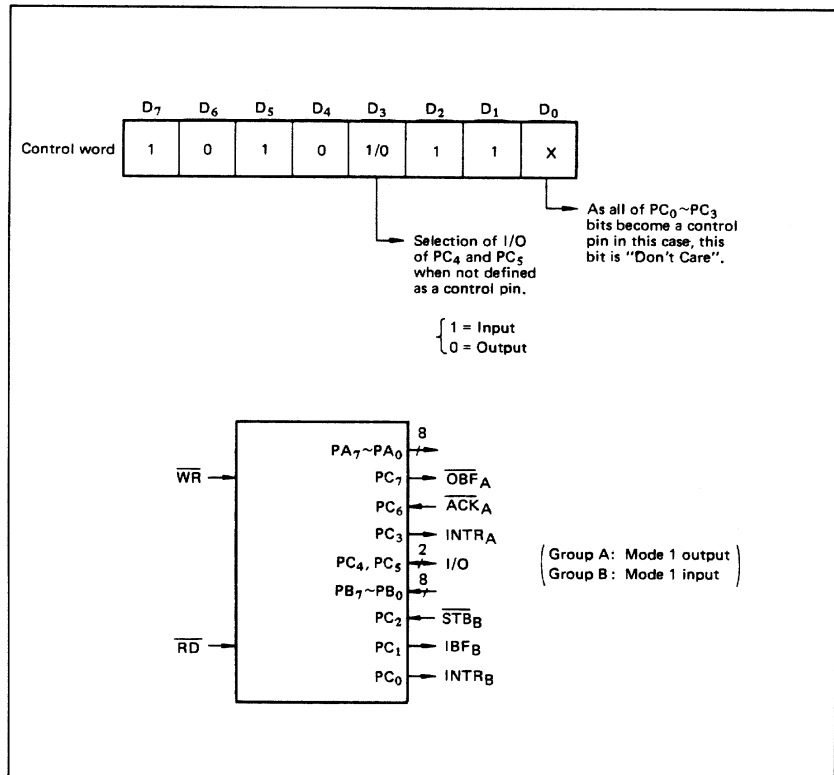 D7 D6 D5 D4 D3 D2 D1 D0
Control word 1 0 1 0 1/0 1 1 X
As all of PC0~PC3
bits become a control
pin in this case, this
bit is "Don't Care".
Selection of I/O
of PC4 and PC5
when not defined
as a control pin.
1 = Input
0 = Output
8
PA7~PA0
WR
PC7 OBFA
PC6 ACKA
PC3 INTRA
2
PC4, PC5 I/O
8
PB7~PB0
PC2 STBB
RD
PC1 IBFB
PC0 INTRB
Group A: Mode 1 output
Group B: Mode 1 input